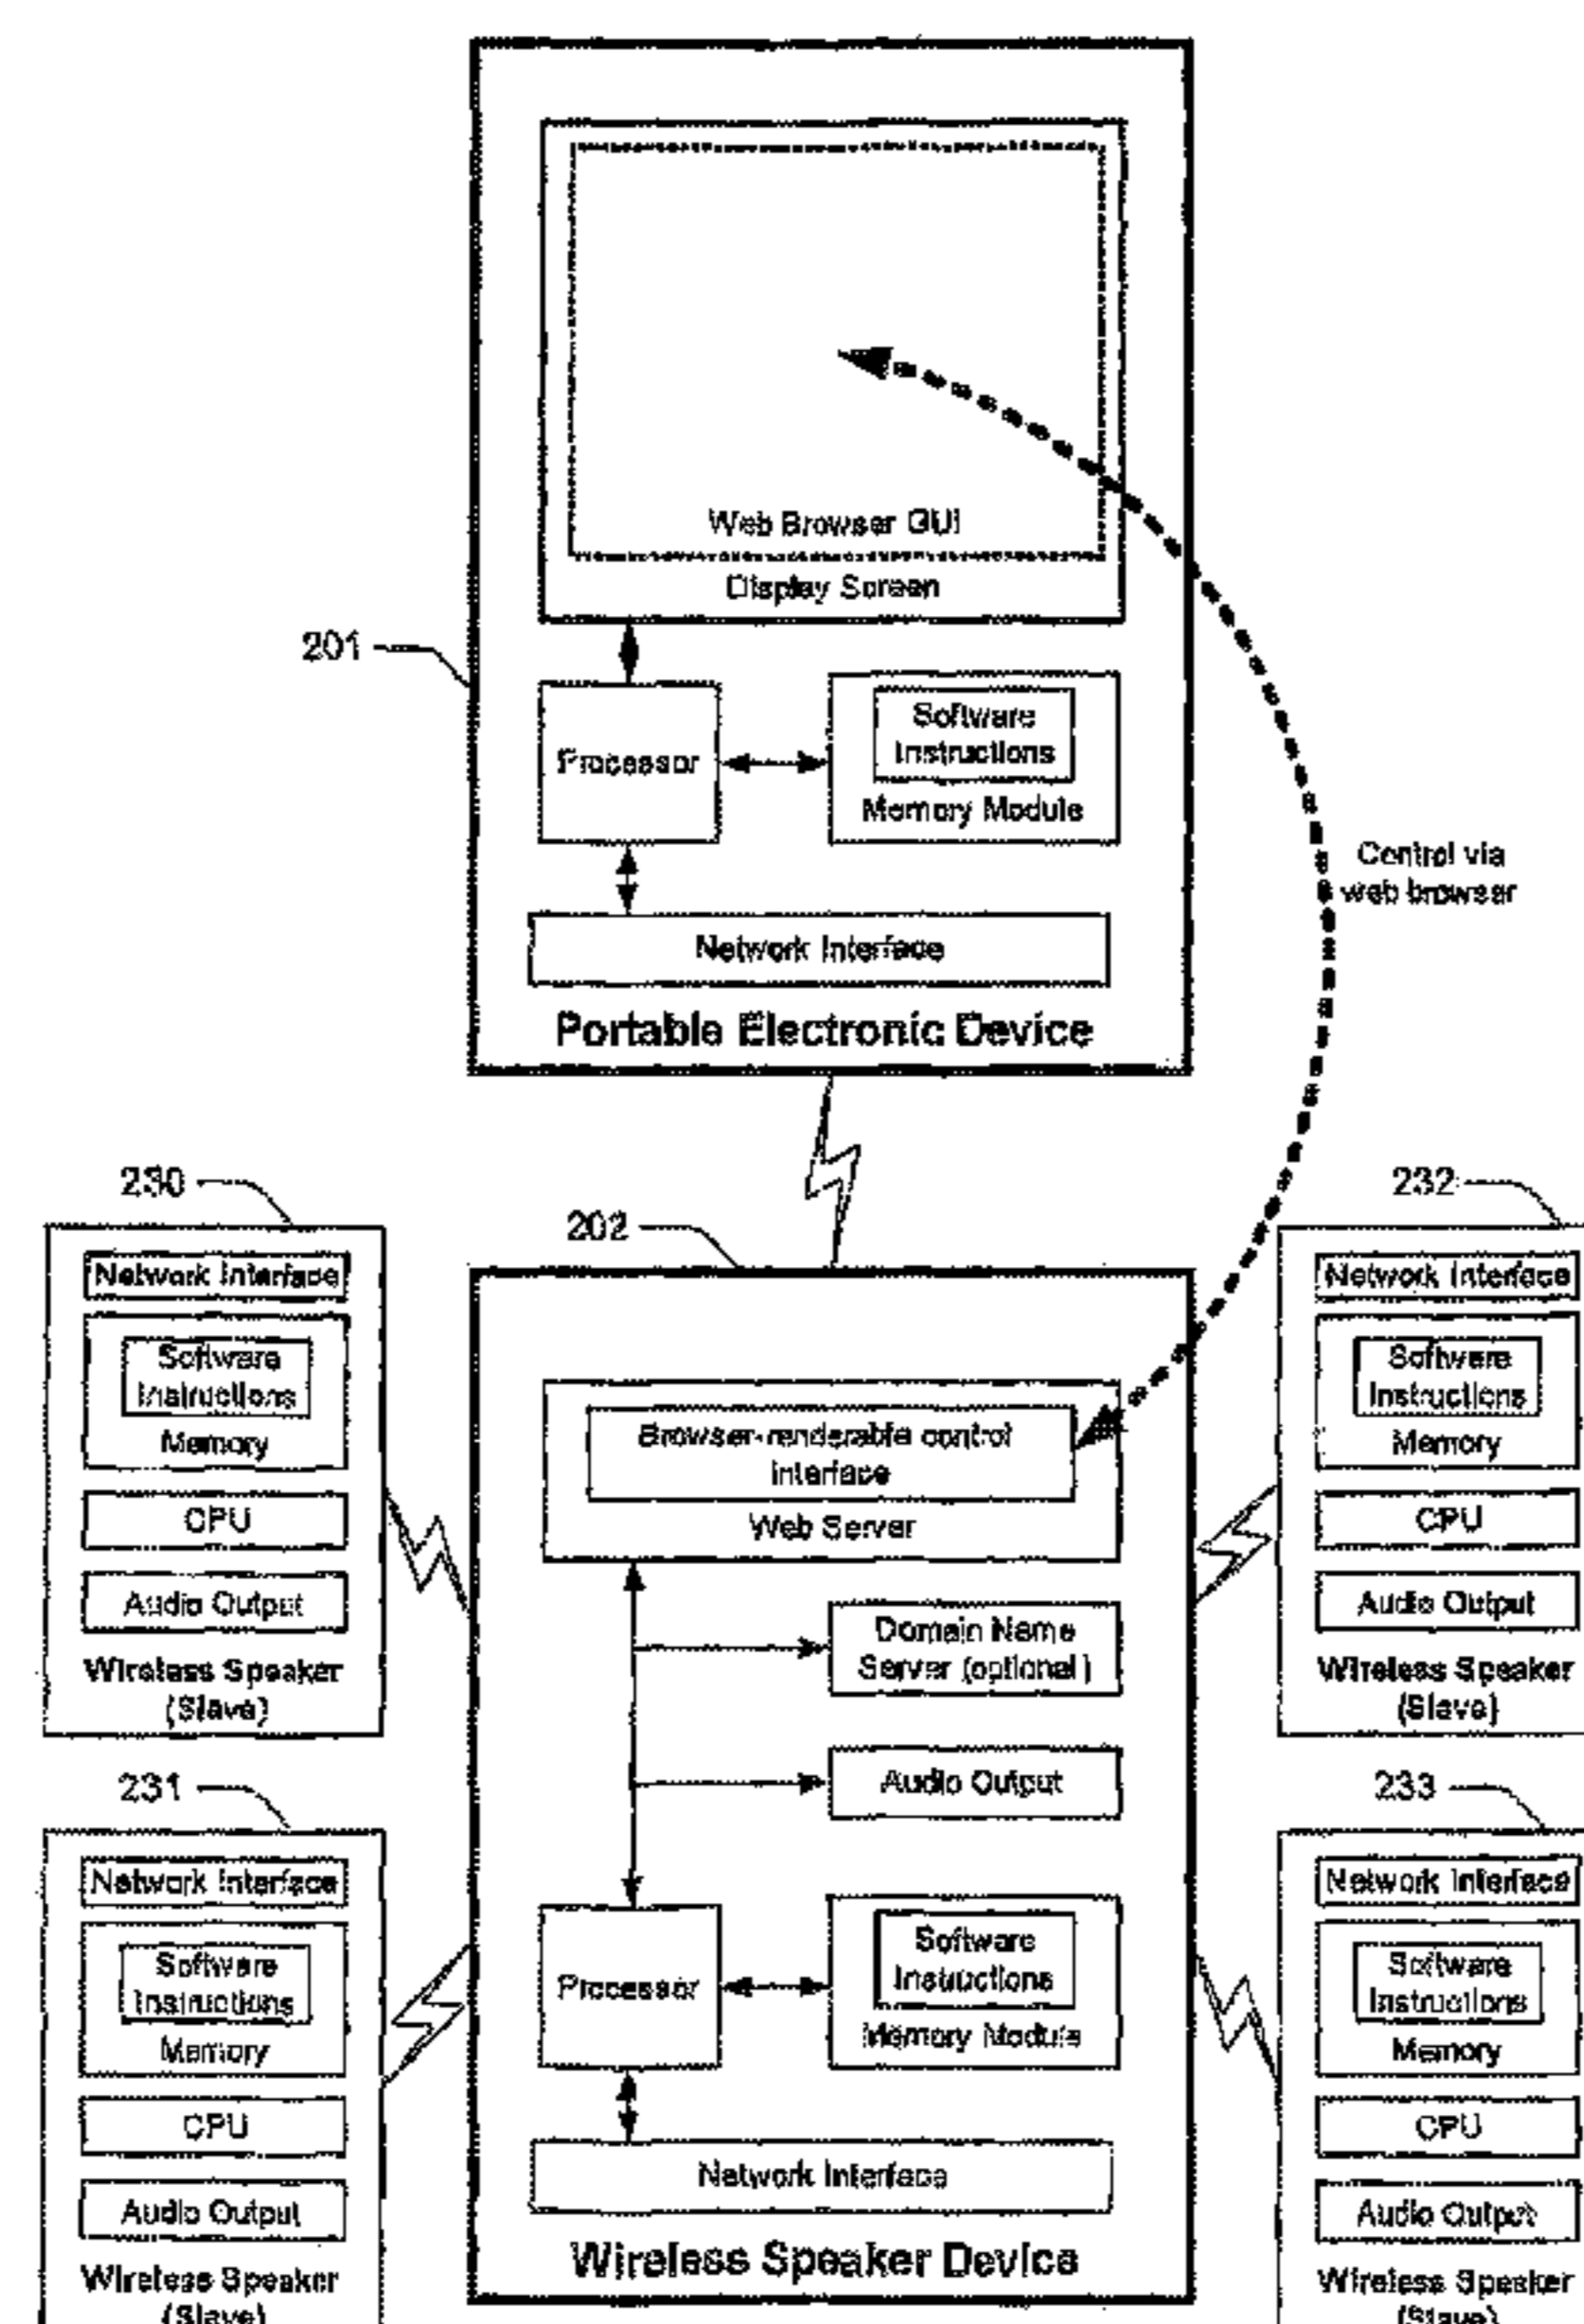 Web Browser GUI
Display Screen
201
Processor
Software
Instructions
Memory Module
Network Interface
Portable Electronic Device
Control via
web browser
230
Network Interface
Software
Instructions
Memory
CPU
Audio Output
Wireless Speaker
(Slave)
231
Network Interface
Software
Instructions
Memory
CPU
Audio Output
Wireless Speaker
(Slave)
202
Browser-renderable control
interface
Web Server
Domain Name
Server (optional)
Audio Output
Processor
Software
Instructions
Memory Module
Network Interface
Wireless Speaker Device
232
Network Interface
Software
Instructions
Memory
CPU
Audio Output
Wireless Speaker
(Slave)
233
Network Interface
Software
Instructions
Memory
CPU
Audio Output
Wireless Speaker
(Slave)